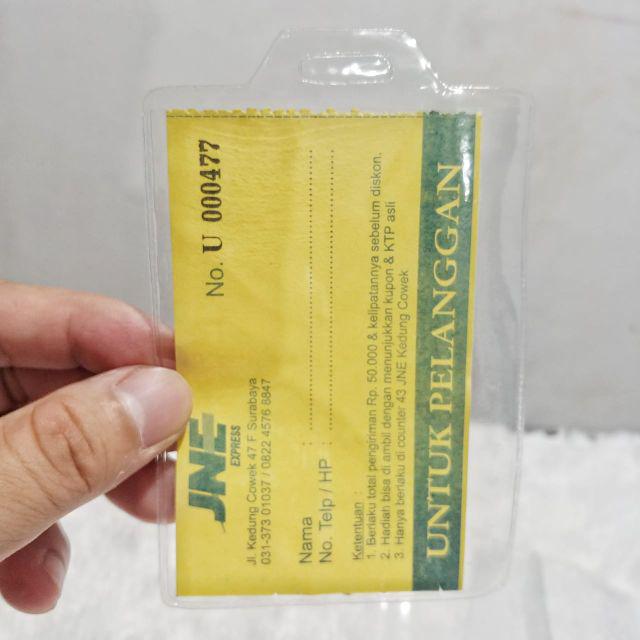 JNE
EXPRESS
No. U 000477
Jl. Kedung Cowek 47 F Surabaya
031-373 01037 / 0822 4576 8847
Nama :
No. Telp / HP :
Ketentuan :
1. Berlaku total pengiriman Rp. 50.000 & kelipatannya sebelum diskon.
2. Hadiah bisa di ambil dengan menunjukkan kupon & KTP asli
3. Hanya berlaku di counter 43 JNE Kedung Cowek
UNTUK PELANGGAN